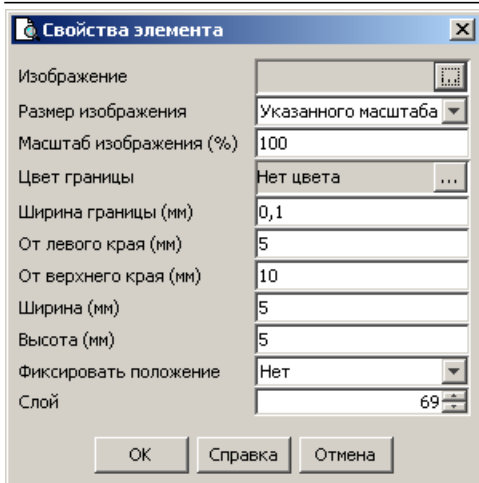 Свойства элемента
Изображение ...
Размер изображения Указанного масштаба
Масштаб изображения (%) 100
Цвет границы Нет цвета ...
Ширина границы (мм) 0,1
От левого края (мм) 5
От верхнего края (мм) 10
Ширина (мм) 5
Высота (мм) 5
Фиксировать положение Нет
Слой 69
ОК Справка Отмена